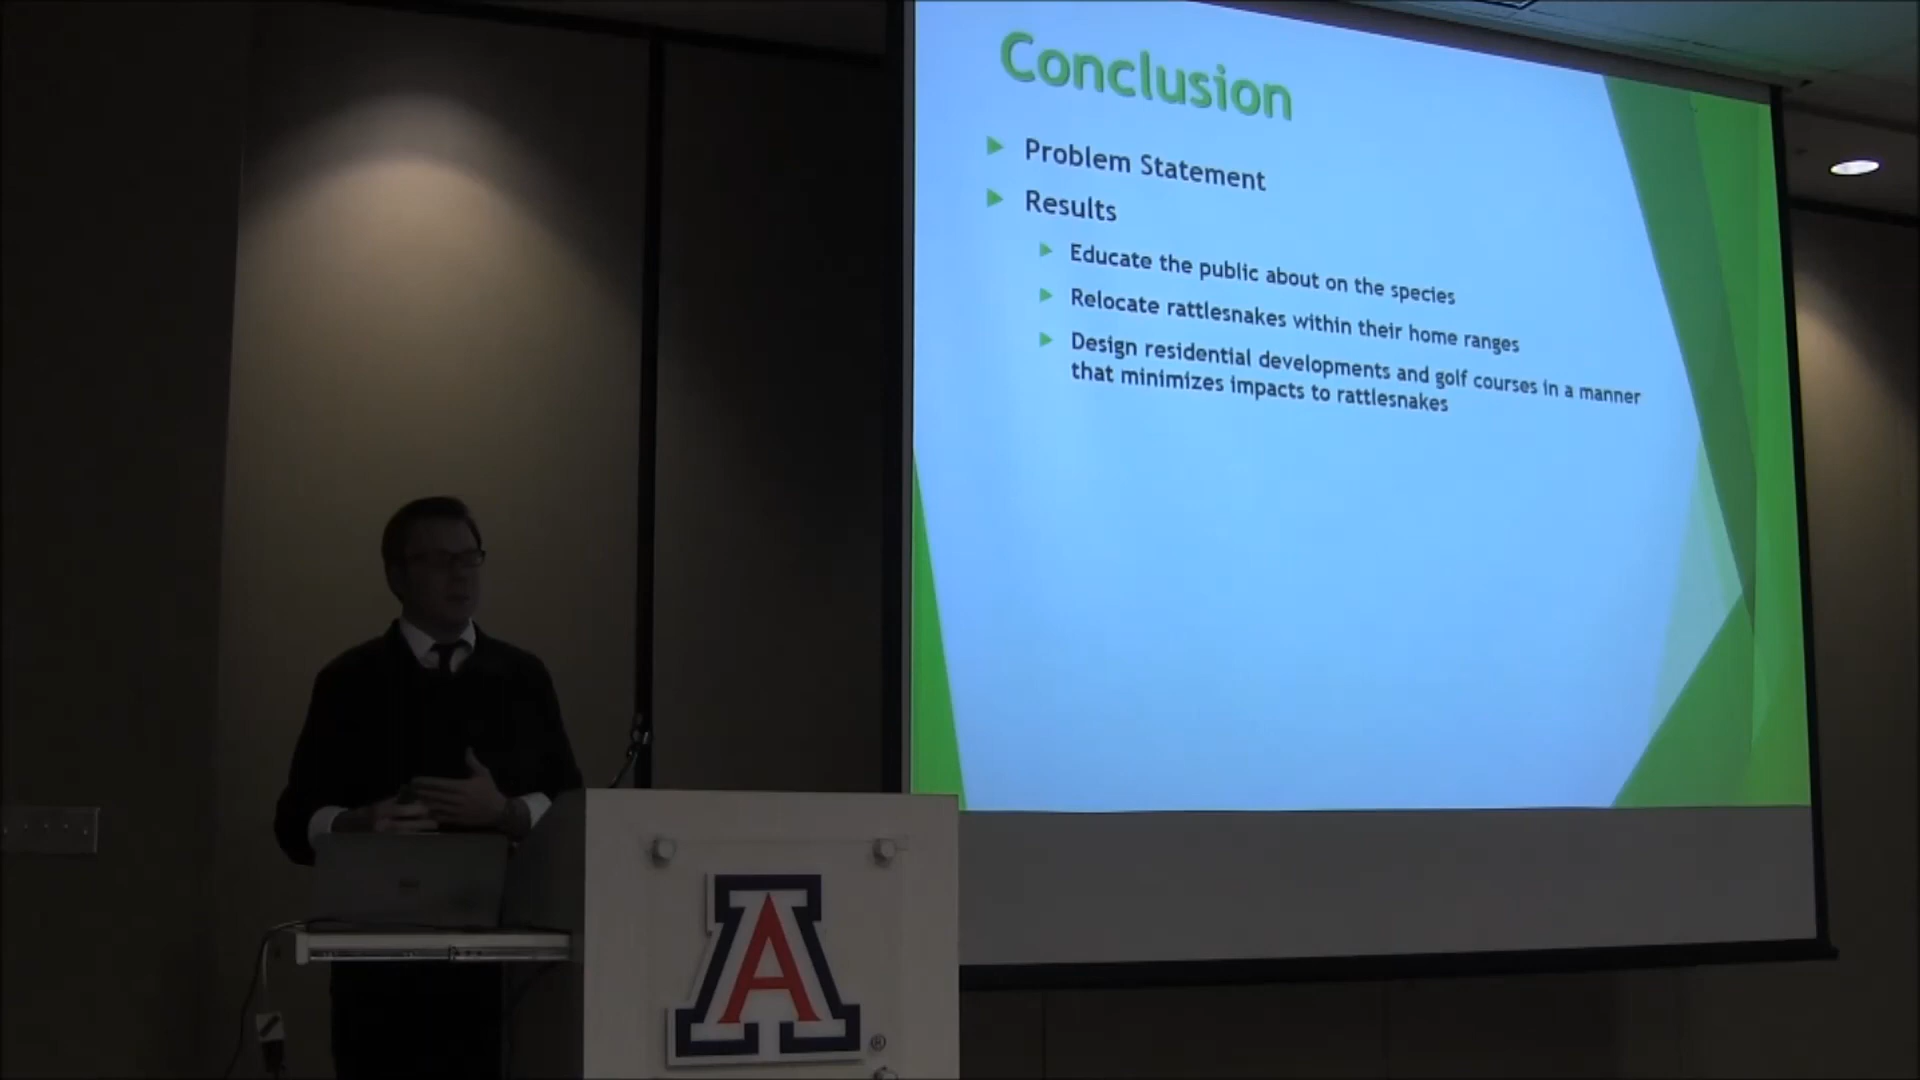 Conclusion
Problem Statement
Results
Educate the public about on the species
Relocate rattlesnakes within their home ranges
Design residential developments and golf courses in a manner
that minimizes impacts to rattlesnakes
A
®